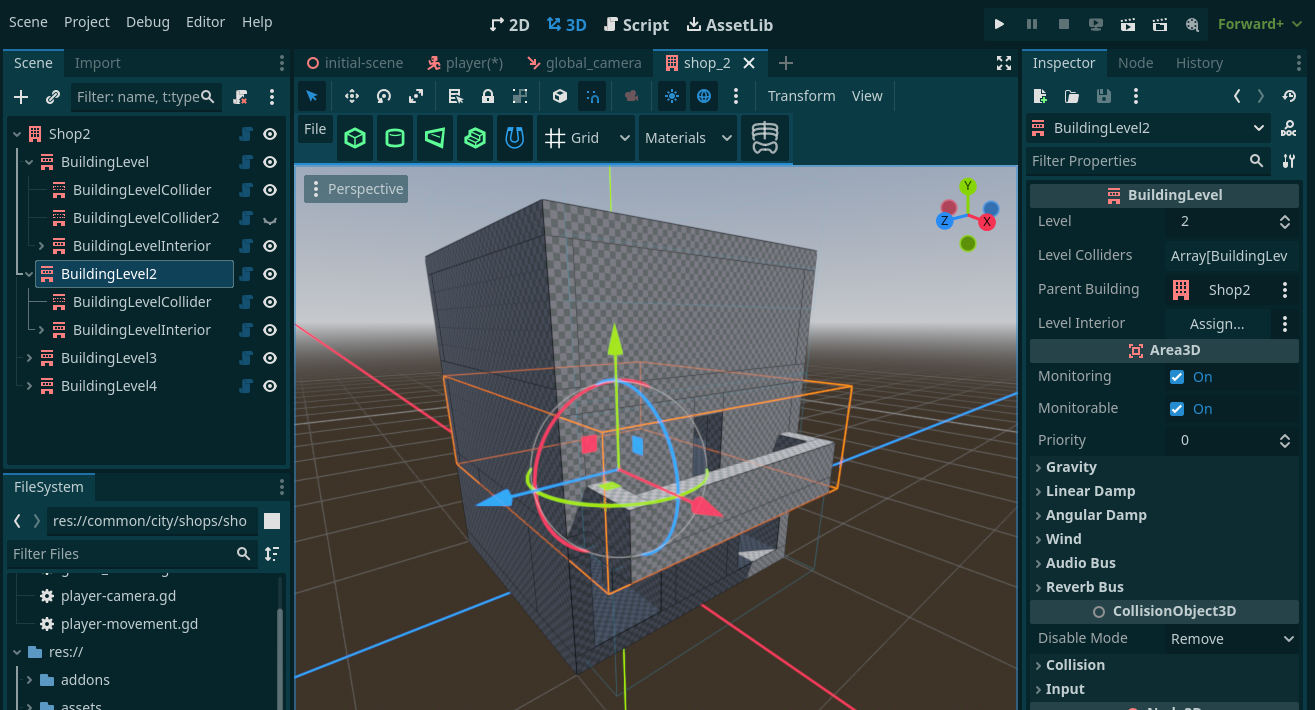 Scene Project Debug Editor Help
2D 3D Script AssetLib
Forward+
Scene Import
Filter: name, t:type
Shop2
BuildingLevel
BuildingLevelCollider
BuildingLevelCollider2
BuildingLevelInterior
BuildingLevel2
BuildingLevelCollider
BuildingLevelInterior
BuildingLevel3
BuildingLevel4
FileSystem
res://common/city/shops/sho
Filter Files
player-camera.gd
player-movement.gd
res://
addons
assets
initial-scene player(*) global_camera shop_2
Transform View
File Grid Materials
Perspective
Y
Z X
Inspector Node History
BuildingLevel2
Filter Properties
BuildingLevel
Level 2
Level Colliders Array[BuildingLev
Parent Building Shop2
Level Interior Assign...
Area3D
Monitoring On
Monitorable On
Priority 0
Gravity
Linear Damp
Angular Damp
Wind
Audio Bus
Reverb Bus
CollisionObject3D
Disable Mode Remove
Collision
Input